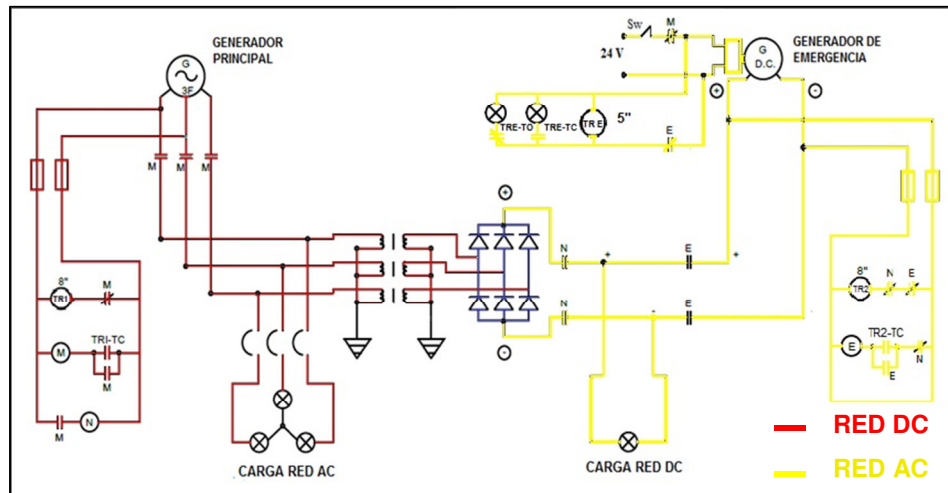 GENERADOR
PRINCIPAL
G
3F
M
M
M
8"
TR1
M
M
TRI-TC
M
M
N
CARGA RED AC
Sw
M
24 V
G
D.C.
GENERADOR DE
EMERGENCIA
+
-
TRE-TO
TRE-TC
TR E
5"
E
+
N
E
+
+
N
E
-
CARGA RED DC
8"
TR2
N
E
E
TR2-TC
E
N
RED DC
RED AC